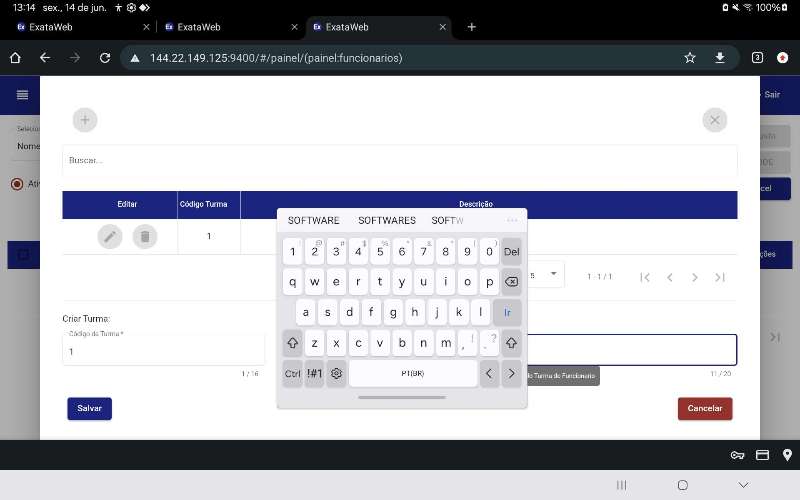 13:14 sex., 14 de jun. 100%
ExataWeb ExataWeb ExataWeb
144.22.149.125:9400/#/painel/(painel:funcionarios) 3
Sair
Nome
Buscar...
Ati
Editar Código Turma Descrição
1
SOFTWARE SOFTWARES SOFTW
1 2 3 4 5 6 7 8 9 0 Del
q w e r t y u i o p
a s d f g h j k l Ir
z x c v b n m , ! . ?
Ctrl !#1 PT(BR)
5 1 - 1 / 1
Criar Turma:
Código da Turma *
1
1 / 16
Turma de Funcionario
11 / 20
Salvar Cancelar